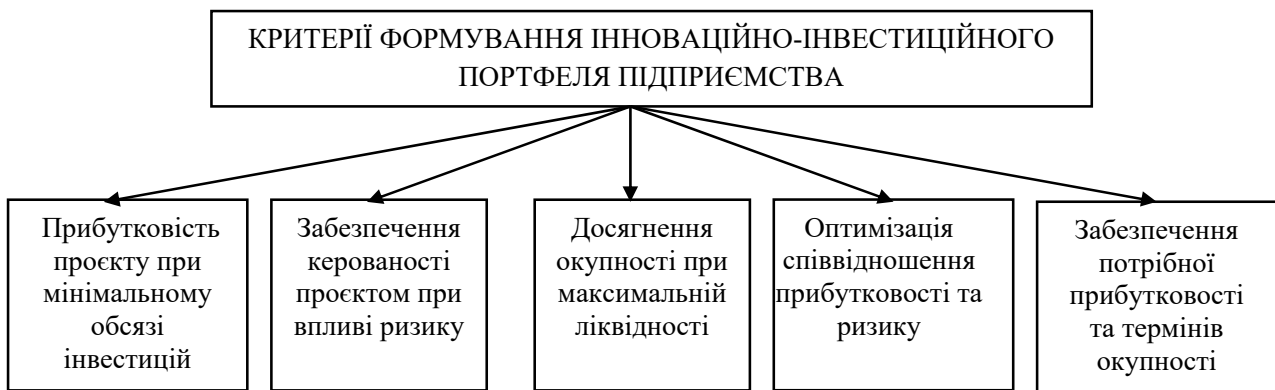 КРИТЕРІЇ ФОРМУВАННЯ ІННОВАЦІЙНО-ІНВЕСТИЦІЙНОГО
ПОРТФЕЛЯ ПІДПРИЄМСТВА
Прибутковість
проєкту при
мінімальному
обсязі
інвестицій
Забезпечення
керованості
проєктом при
впливі ризику
Досягнення
окупності при
максимальній
ліквідності
Оптимізація
співвідношення
прибутковості та
ризику
Забезпечення
потрібної
прибутковості
та термінів
окупності